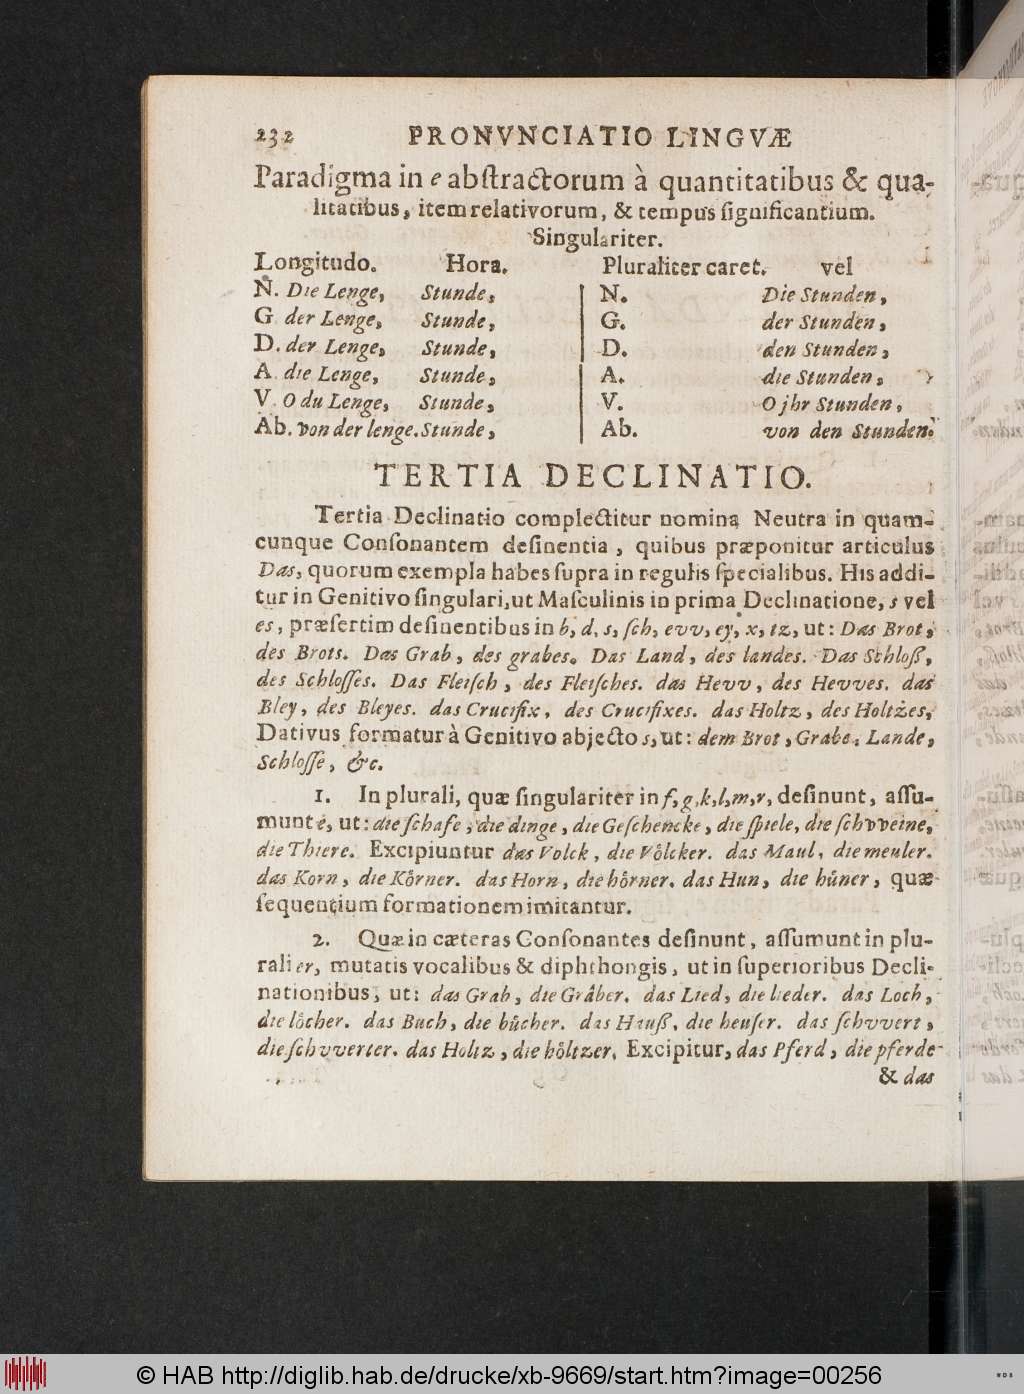 232 PRONVNCIATIO LINGVÆ
Paradigma in e abſtractorum à quantitatibus & qua-
litatibus, item relativorum, & tempus ſignificantium.
Singulariter.
Longitudo. Hora. Pluraliter caret. vel
N. Die Lenge, Stunde, N. Die Stunden,
G. der Lenge, Stunde, G. der Stunden,
D. der Lenge, Stunde, D. den Stunden,
A. die Lenge, Stunde, A. die Stunden,
V. O du Lenge, Stunde, V. O jhr Stunden,
Ab. von der lenge. Stunde, Ab. von den Stunden.
TERTIA DECLINATIO.
Tertia Declinatio complectitur nomina Neutra in quam-
cunque Conſonantem deſinentia, quibus præponitur articulus
Das, quorum exempla habes ſupra in regulis ſpecialibus. His addi-
tur in Genitivo ſingulari, ut Maſculinis in prima Declinatione, s vel
es, præſertim deſinentibus in b, d, s, ſch, evv, ey, x, tz, ut: Das Brot,
des Brots. Das Grab, des grabes. Das Land, des landes. Das Schloß,
des Schloſſes. Das Fleiſch, des Fleiſches. das Hevv, des Hevves. das
Bley, des Bleyes. das Crucifix, des Crucifixes. das Holtz, des Holtzes,
Dativus formatur à Genitivo abjecto s, ut: dem Brot, Grabe, Lande,
Schloſſe, &c.
1. In plurali, quæ ſingulariter in f, g, k, l, m, r, deſinunt, aſſu-
munt e, ut: die ſchafe, die dinge, die Geſchencke, die ſpiele, die ſchvveine,
die Thiere. Excipiuntur das Volck, die Vôlcker. das Maul, die meuler.
das Korn, die Kôrner. das Horn, die hôrner. das Hun, die hûner, quæ
ſequentium formationem imitantur.
2. Quæ in cæteras Conſonantes deſinunt, aſſumunt in plu-
rali er, mutatis vocalibus & diphthongis, ut in ſuperioribus Decli-
nationibus, ut: das Grab, die Grâber. das Lied, die lieder. das Loch,
die lôcher. das Buch, die bûcher. das Hauß, die heuſer. das ſchvvert,
die ſchvverter. das Holtz, die hôltzer. Excipitur, das Pferd, die pferde
& das
© HAB http://diglib.hab.de/drucke/xb-9669/start.htm?image=00256